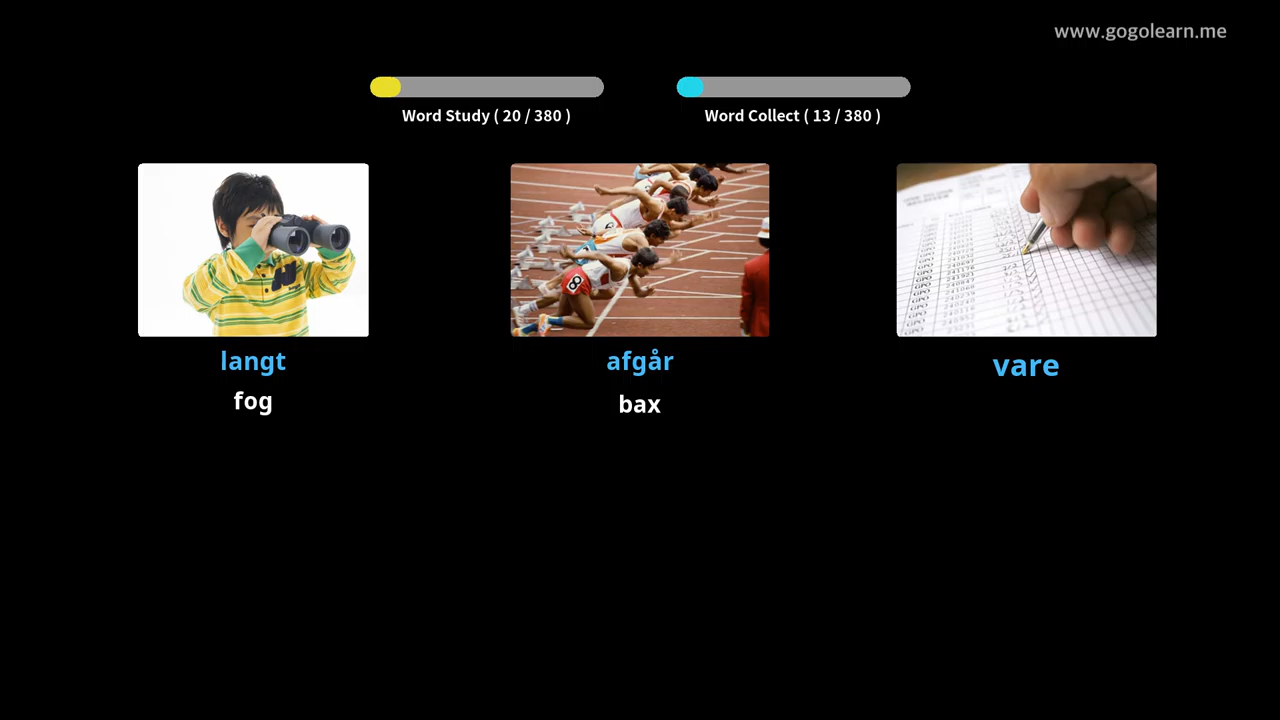 www.gogolearn.me
Word Study ( 20 / 380 )
Word Collect ( 13 / 380 )
langt
afgår
vare
fog
bax